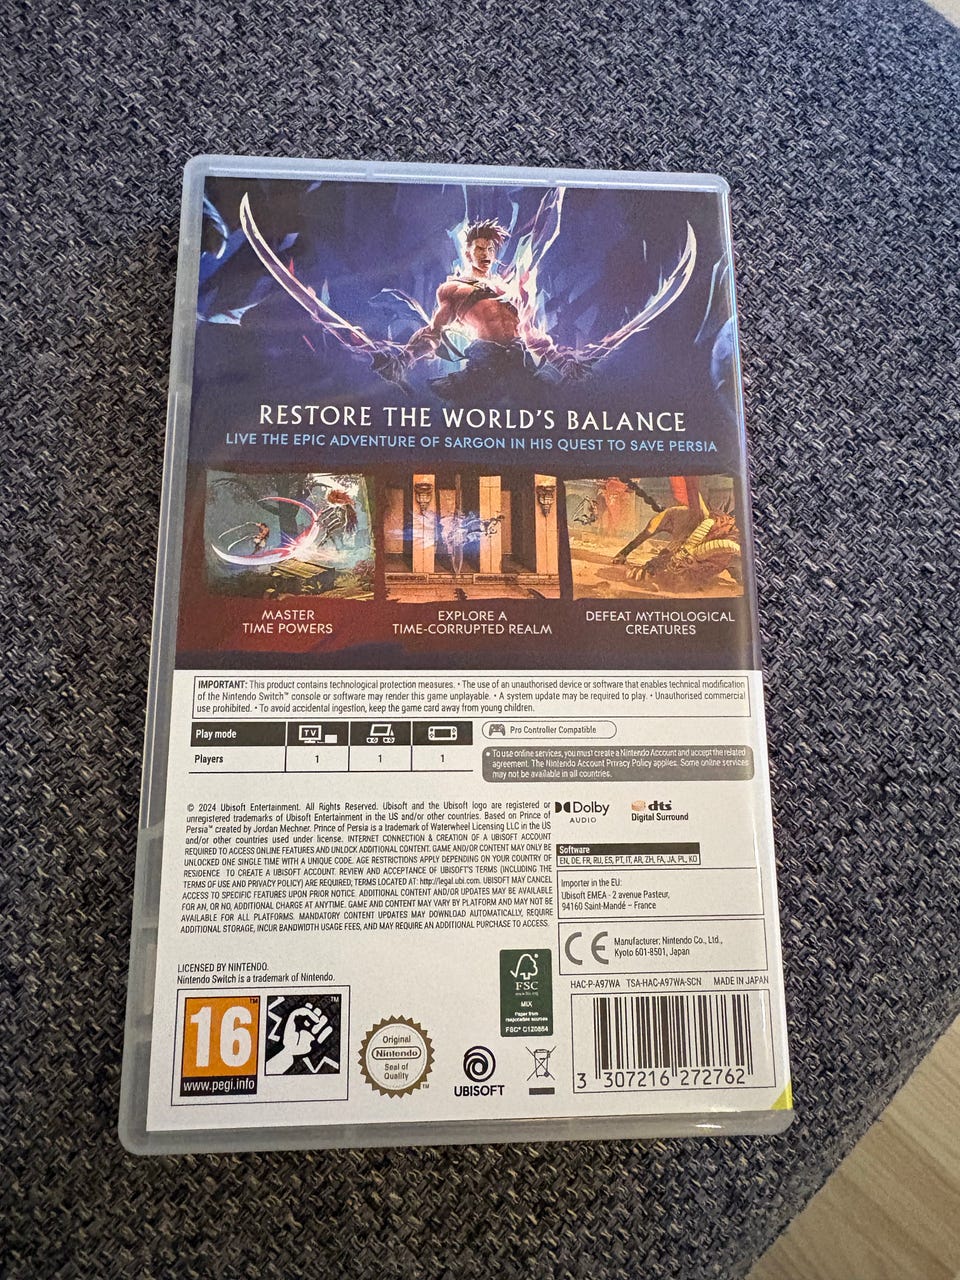 RESTORE THE WORLD'S BALANCE
LIVE THE EPIC ADVENTURE OF SARGON IN HIS QUEST TO SAVE PERSIA
MASTER
TIME POWERS
EXPLORE A
TIME-CORRUPTED REALM
DEFEAT MYTHOLOGICAL
CREATURES
IMPORTANT: This product contains technological protection measures. • The use of an unauthorised device or software that enables technical modification
of the Nintendo Switch™ console or software may render this game unplayable. • A system update may be required to play. • Unauthorised commercial
use prohibited. • To avoid accidental ingestion, keep the game card away from young children.
Play mode
TV
Players 1 1 1
Pro Controller Compatible
• To use online services, you must create a Nintendo Account and accept the related
agreement. The Nintendo Account Privacy Policy applies. Some online services
may not be available in all countries.
© 2024 Ubisoft Entertainment. All Rights Reserved. Ubisoft and the Ubisoft logo are registered or
unregistered trademarks of Ubisoft Entertainment in the US and/or other countries. Based on Prince of
Persia™ created by Jordan Mechner. Prince of Persia is a trademark of Waterwheel Licensing LLC in the US
and/or other countries used under license. INTERNET CONNECTION & CREATION OF A UBISOFT ACCOUNT
REQUIRED TO ACCESS ONLINE FEATURES AND UNLOCK ADDITIONAL CONTENT. GAME AND/OR CONTENT MAY ONLY BE
UNLOCKED ONE SINGLE TIME WITH A UNIQUE CODE. AGE RESTRICTIONS APPLY DEPENDING ON YOUR COUNTRY OF
RESIDENCE TO CREATE A UBISOFT ACCOUNT. REVIEW AND ACCEPTANCE OF UBISOFT'S TERMS (INCLUDING THE
TERMS OF USE AND PRIVACY POLICY) ARE REQUIRED; TERMS LOCATED AT: http://legal.ubi.com. UBISOFT MAY CANCEL
ACCESS TO SPECIFIC FEATURES UPON PRIOR NOTICE. ADDITIONAL CONTENT AND/OR UPDATES MAY BE AVAILABLE
FOR AN, OR NO, ADDITIONAL CHARGE AT ANYTIME. GAME AND CONTENT MAY VARY BY PLATFORM AND MAY NOT BE
AVAILABLE FOR ALL PLATFORMS. MANDATORY CONTENT UPDATES MAY DOWNLOAD AUTOMATICALLY, REQUIRE
ADDITIONAL STORAGE, INCUR BANDWIDTH USAGE FEES, AND MAY REQUIRE AN ADDITIONAL PURCHASE TO ACCESS.
Dolby
AUDIO
dts
Digital Surround
Software
EN, DE, FR, RU, ES, PT, IT, AR, ZH, FA, JA, PL, KO
Importer in the EU:
Ubisoft EMEA - 2 avenue Pasteur,
94160 Saint-Mandé – France
CE
Manufacturer: Nintendo Co., Ltd.,
Kyoto 601-8501, Japan
LICENSED BY NINTENDO.
Nintendo Switch is a trademark of Nintendo.
HAC-P-A97WA TSA-HAC-A97WA-SCN MADE IN JAPAN
16
™
www.pegi.info
™
Original
Nintendo
Seal of
Quality
™
UBISOFT
FSC
www.fsc.org
MIX
Paper from
responsible sources
FSC® C120884
3 307216 272762